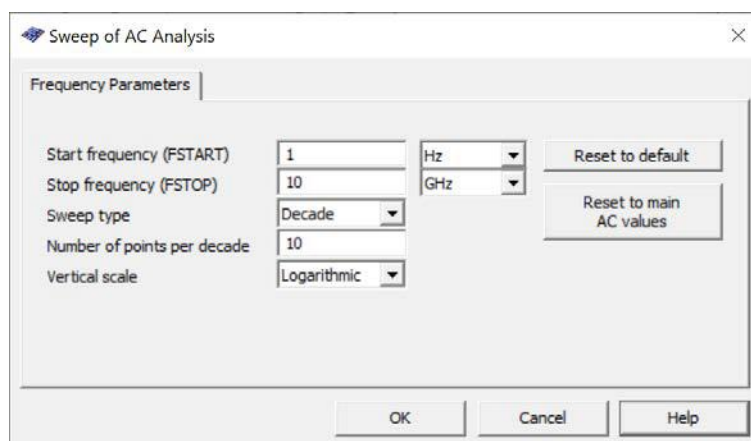 Sweep of AC Analysis
Frequency Parameters
Start frequency (FSTART) 1 Hz Reset to default
Stop frequency (FSTOP) 10 GHz
Sweep type Decade
Reset to main
AC values
Number of points per decade 10
Vertical scale Logarithmic
OK Cancel Help